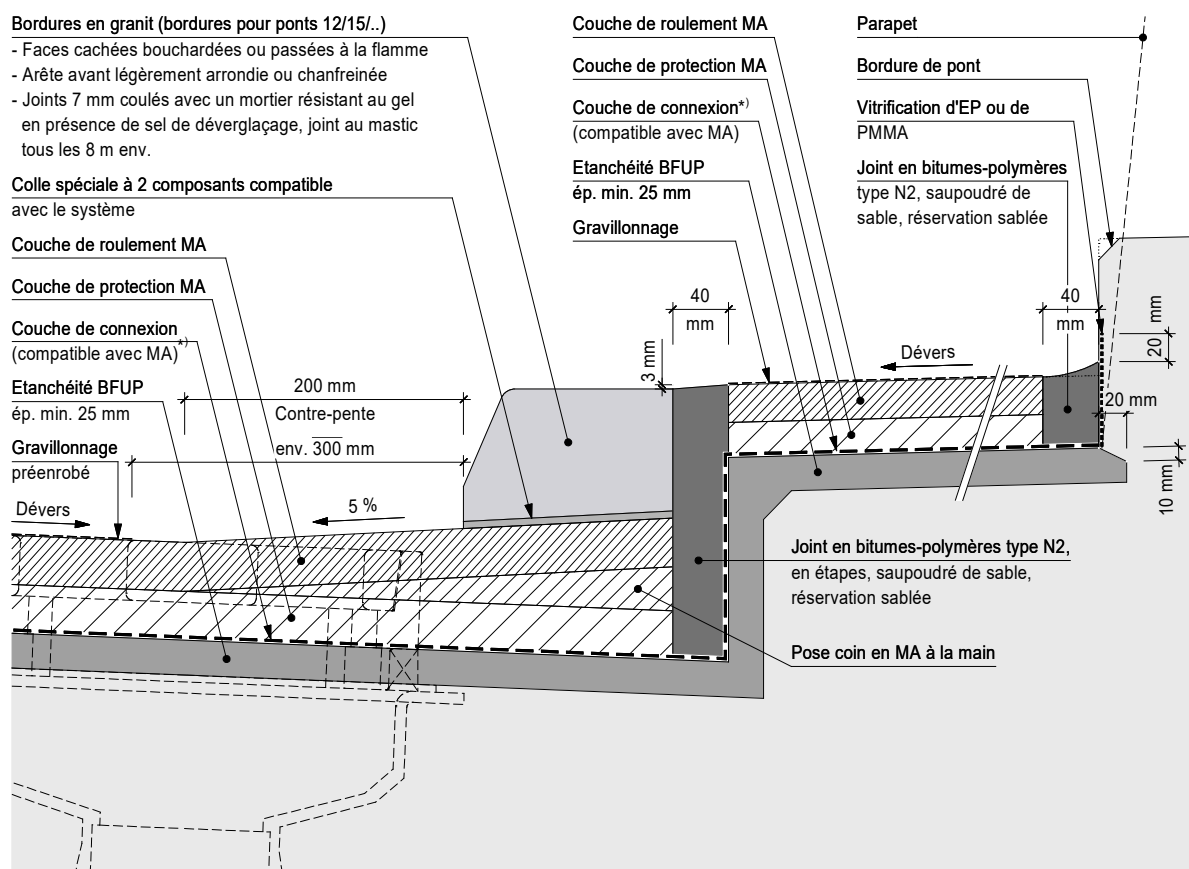 Bordures en granit (bordures pour ponts 12/15/..)
- Faces cachées bouchardées ou passées à la flamme
- Arête avant légèrement arrondie ou chanfreinée
- Joints 7 mm coulés avec un mortier résistant au gel
en présence de sel de déverglaçage, joint au mastic
tous les 8 m env.
Colle spéciale à 2 composants compatible
avec le système
Couche de roulement MA
Couche de protection MA
Couche de connexion
(compatible avec MA)*)
Etanchéité BFUP
ép. min. 25 mm
Gravillonnage
préenrobé
Dévers
200 mm
Contre-pente
env. 300 mm
5 %
Couche de roulement MA
Couche de protection MA
Couche de connexion*)
(compatible avec MA)
Etanchéité BFUP
ép. min. 25 mm
Gravillonnage
40
mm
3 mm
Dévers
Parapet
Bordure de pont
Vitrification d'EP ou de
PMMA
Joint en bitumes-polymères
type N2, saupoudré de
sable, réservation sablée
40
mm
20 mm
20 mm
10 mm
Joint en bitumes-polymères type N2,
en étapes, saupoudré de sable,
réservation sablée
Pose coin en MA à la main